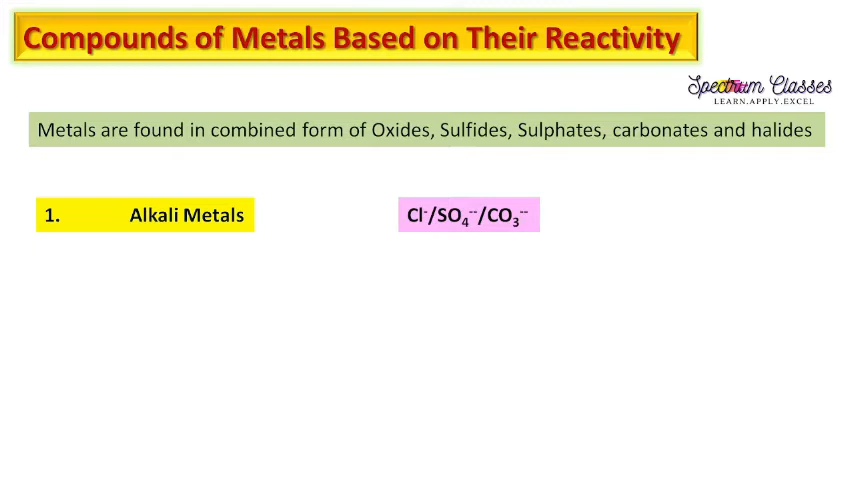 Compounds of Metals Based on Their Reactivity
Spectrum Classes
LEARN.APPLY.EXCEL
Metals are found in combined form of Oxides, Sulfides, Sulphates, carbonates and halides
1. Alkali Metals
Cl⁻/SO₄⁻⁻/CO₃⁻⁻